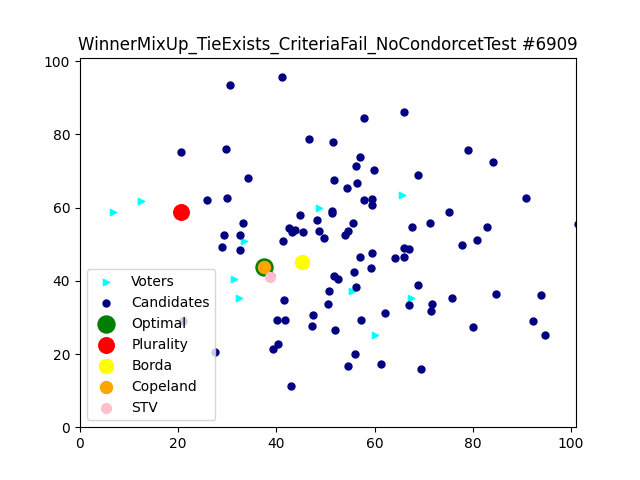 WinnerMixUp_TieExists_CriteriaFail_NoCondorcetTest #6909
100
80
60
40
20
0
Voters
Candidates
Optimal
Plurality
Borda
Copeland
STV
0 20 40 60 80 100